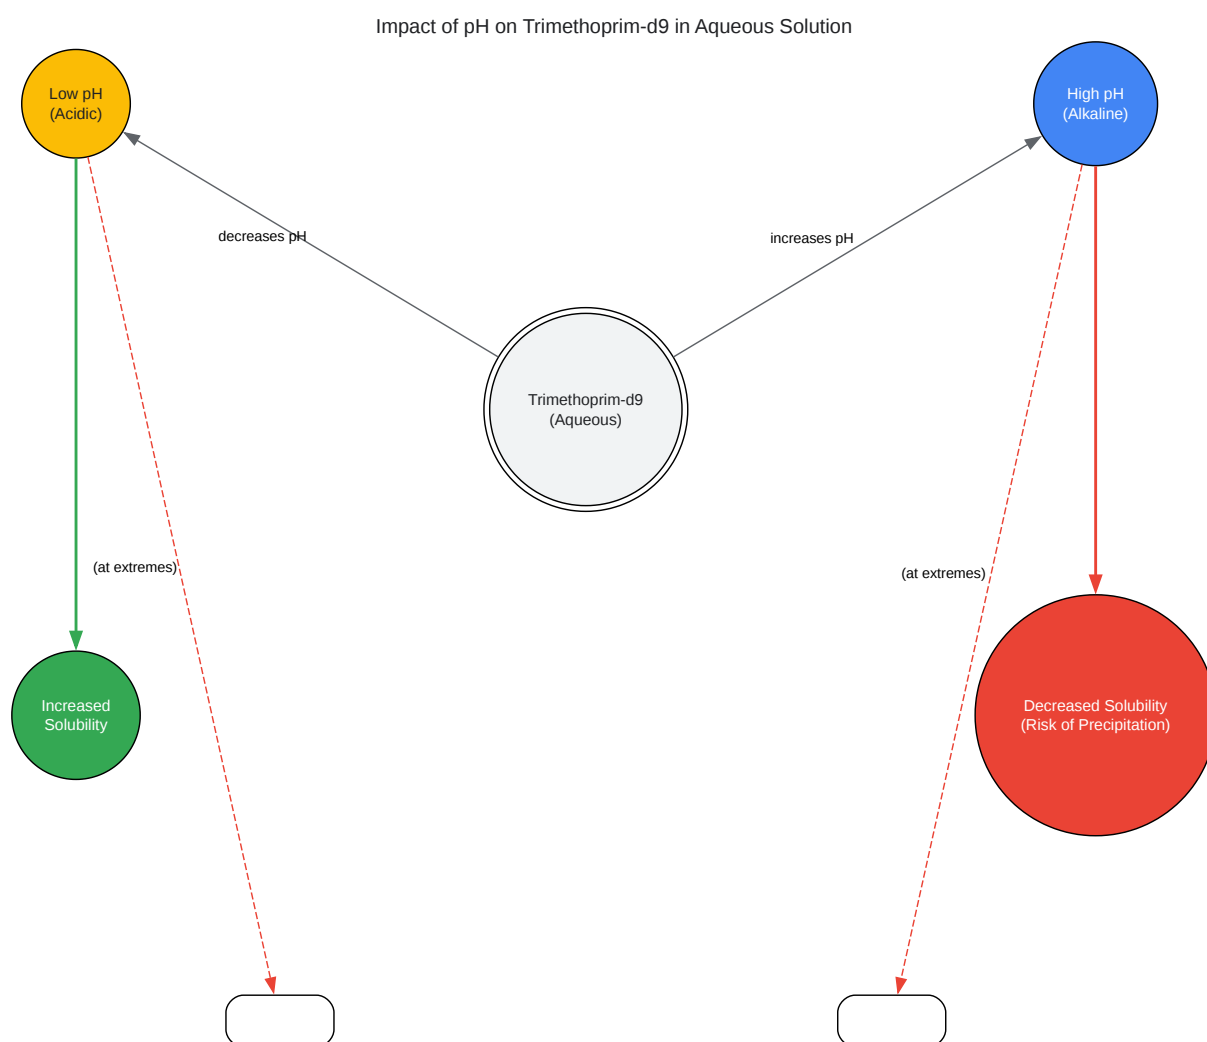 Impact of pH on Trimethoprim-d9 in Aqueous Solution
Low pH
(Acidic)
High pH
(Alkaline)
decreases pH
increases pH
Trimethoprim-d9
(Aqueous)
(at extremes)
(at extremes)
Increased
Solubility
Decreased Solubility
(Risk of Precipitation)